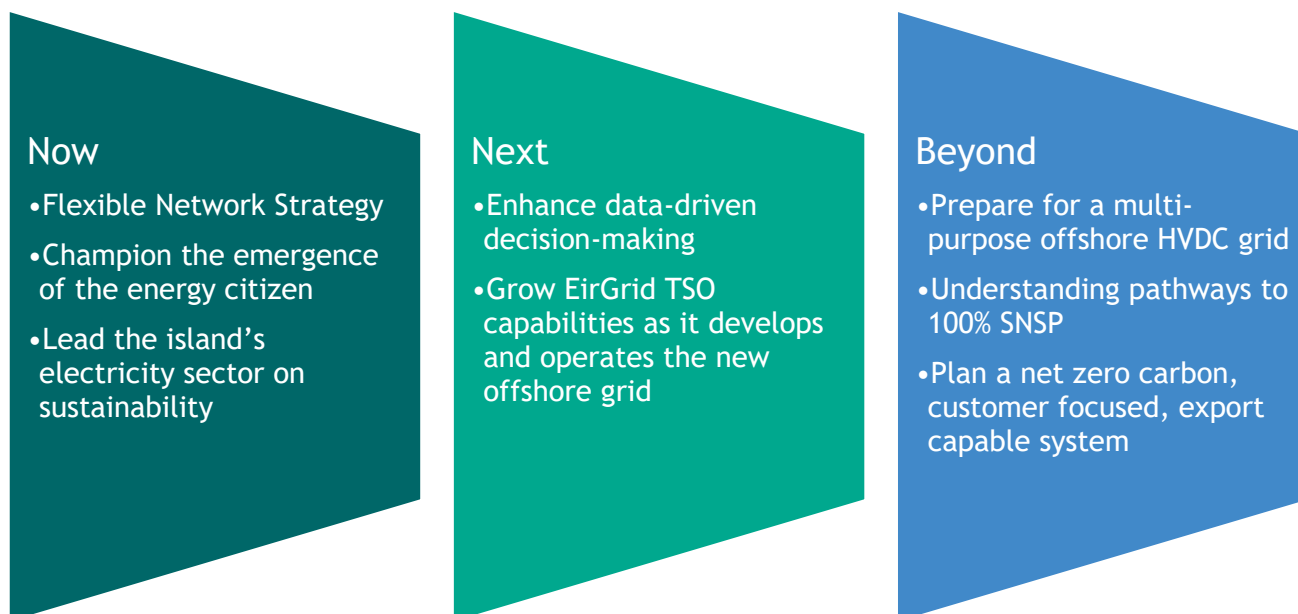 Now
•Flexible Network Strategy
•Champion the emergence
of the energy citizen
•Lead the island’s
electricity sector on
sustainability
Next
•Enhance data-driven
decision-making
•Grow EirGrid TSO
capabilities as it develops
and operates the new
offshore grid
Beyond
•Prepare for a multi-
purpose offshore HVDC grid
•Understanding pathways to
100% SNSP
•Plan a net zero carbon,
customer focused, export
capable system